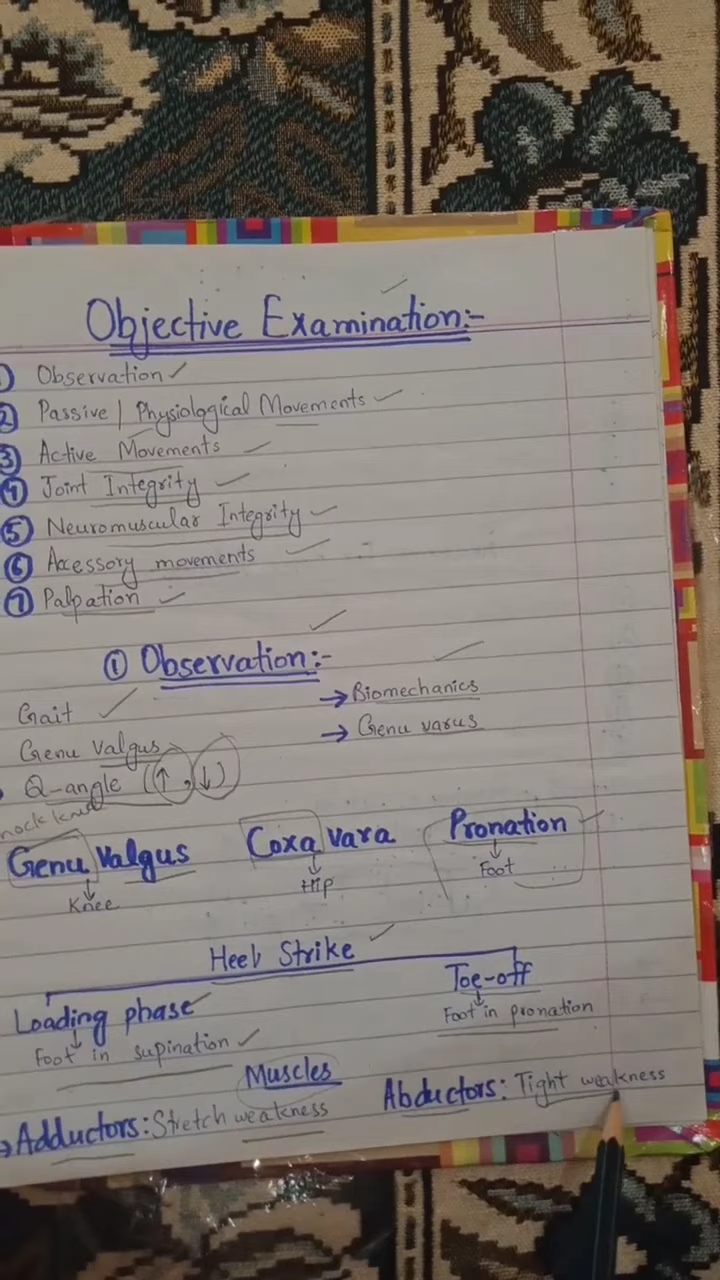 Objective Examination:-
1) Observation ✓
2 Passive / Physiological Movements ✓
3 Active Movements ✓
4 Joint Integrity ✓
5 Neuromuscular Integrity ✓
6 Accessory movements ✓
7 Palpation ✓
① Observation:-
Gait ✓ → Biomechanics
Genu Valgus → Genu varus
Q-angle (↑, ↓)
nock knee
Genu Valgus Coxa Vara Pronation
↓ Knee ↓ Hip ↓ Foot
Heel Strike ✓
Loading phase Toe-off
↓ Foot in supination ✓ ↓ Foot in pronation
Muscles
→ Adductors: Stretch weakness Abductors: Tight weakness